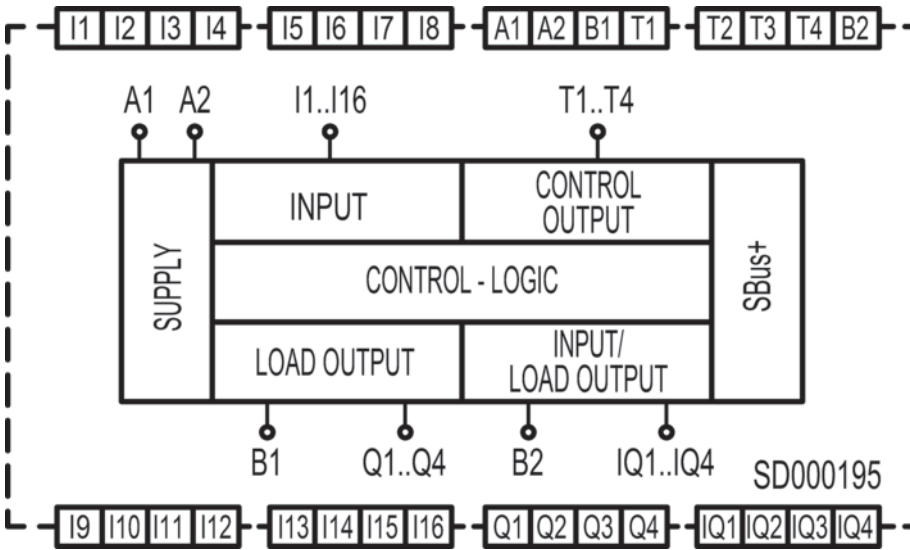 I1 I2 I3 I4 I5 I6 I7 I8 A1 A2 B1 T1 T2 T3 T4 B2
A1 A2 I1..I16 T1..T4
INPUT
CONTROL
OUTPUT
SUPPLY
CONTROL - LOGIC
SBus+
LOAD OUTPUT
INPUT/
LOAD OUTPUT
B1 Q1..Q4 B2 IQ1..IQ4
SD000195
I9 I10 I11 I12 I13 I14 I15 I16 Q1 Q2 Q3 Q4 IQ1 IQ2 IQ3 IQ4